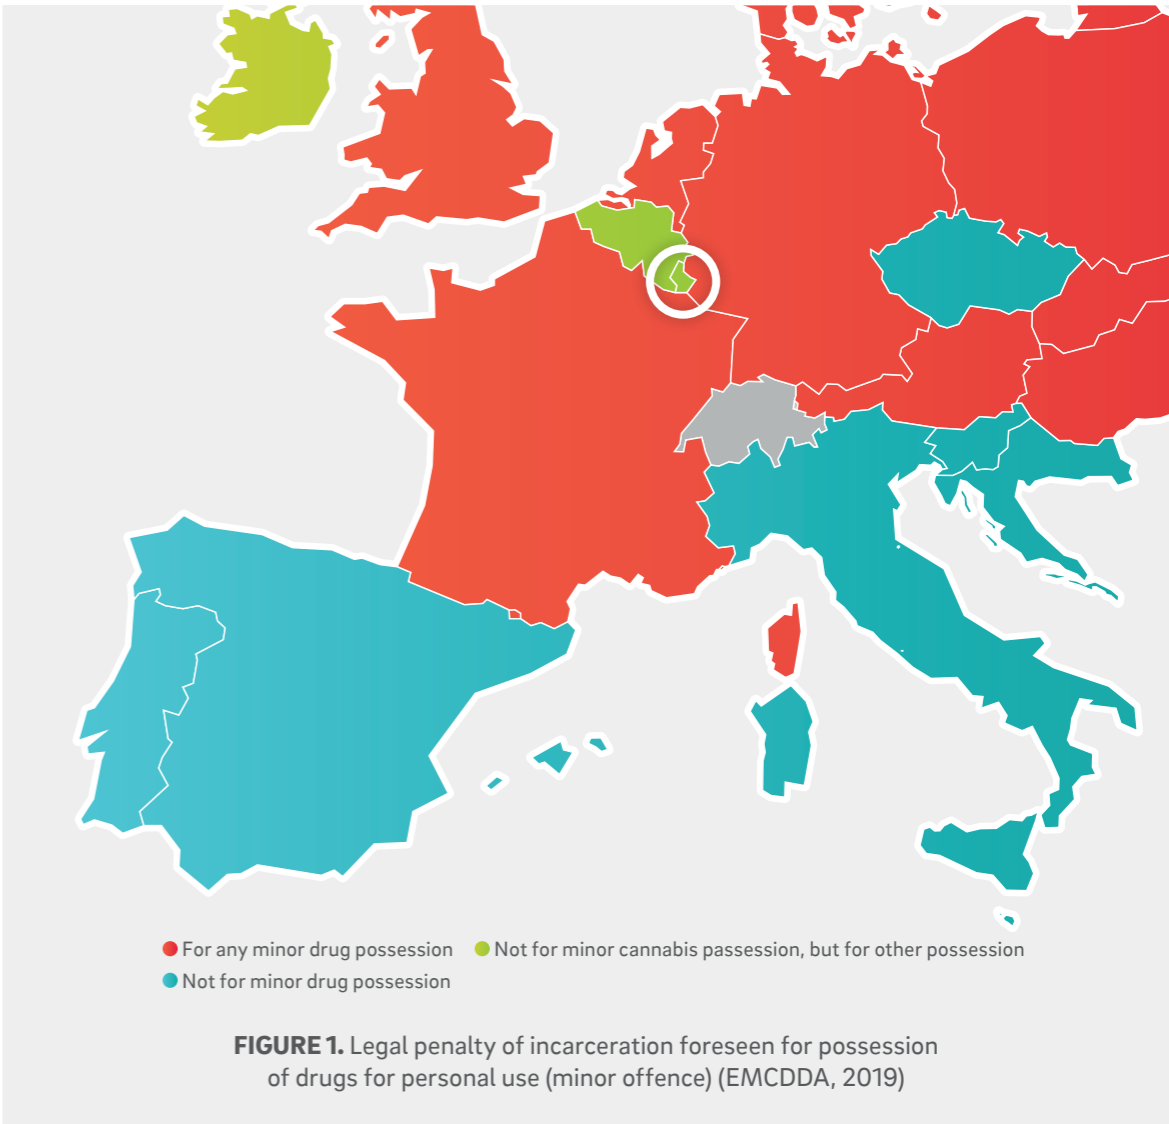 For any minor drug possession
Not for minor cannabis passession, but for other possession
Not for minor drug possession
FIGURE 1. Legal penalty of incarceration foreseen for possession
of drugs for personal use (minor offence) (EMCDDA, 2019)